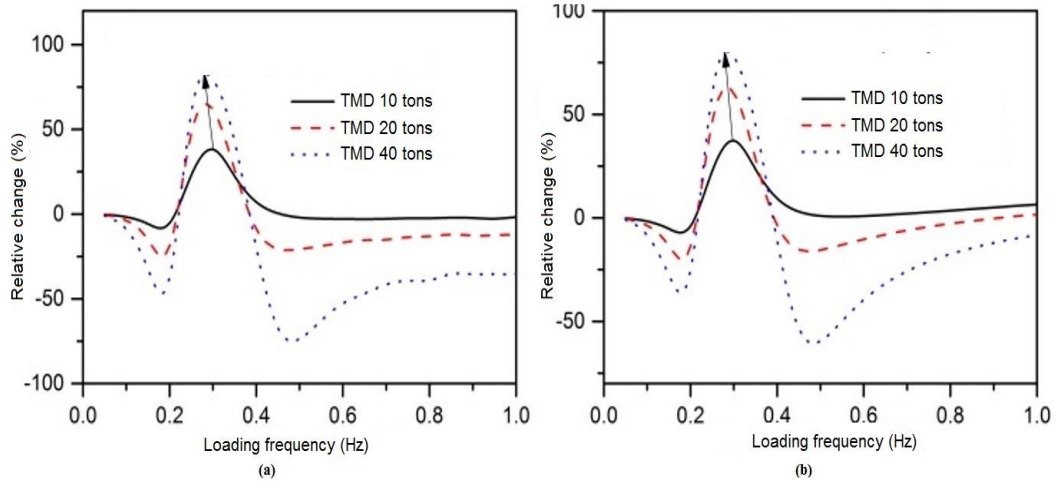 100
50
0
-50
-100
Relative change (%)
TMD 10 tons
TMD 20 tons
TMD 40 tons
0.0 0.2 0.4 0.6 0.8 1.0
Loading frequency (Hz)
(a)
100
50
0
-50
Relative change (%)
TMD 10 tons
TMD 20 tons
TMD 40 tons
0.0 0.2 0.4 0.6 0.8 1.0
Loading frequency (Hz)
(b)